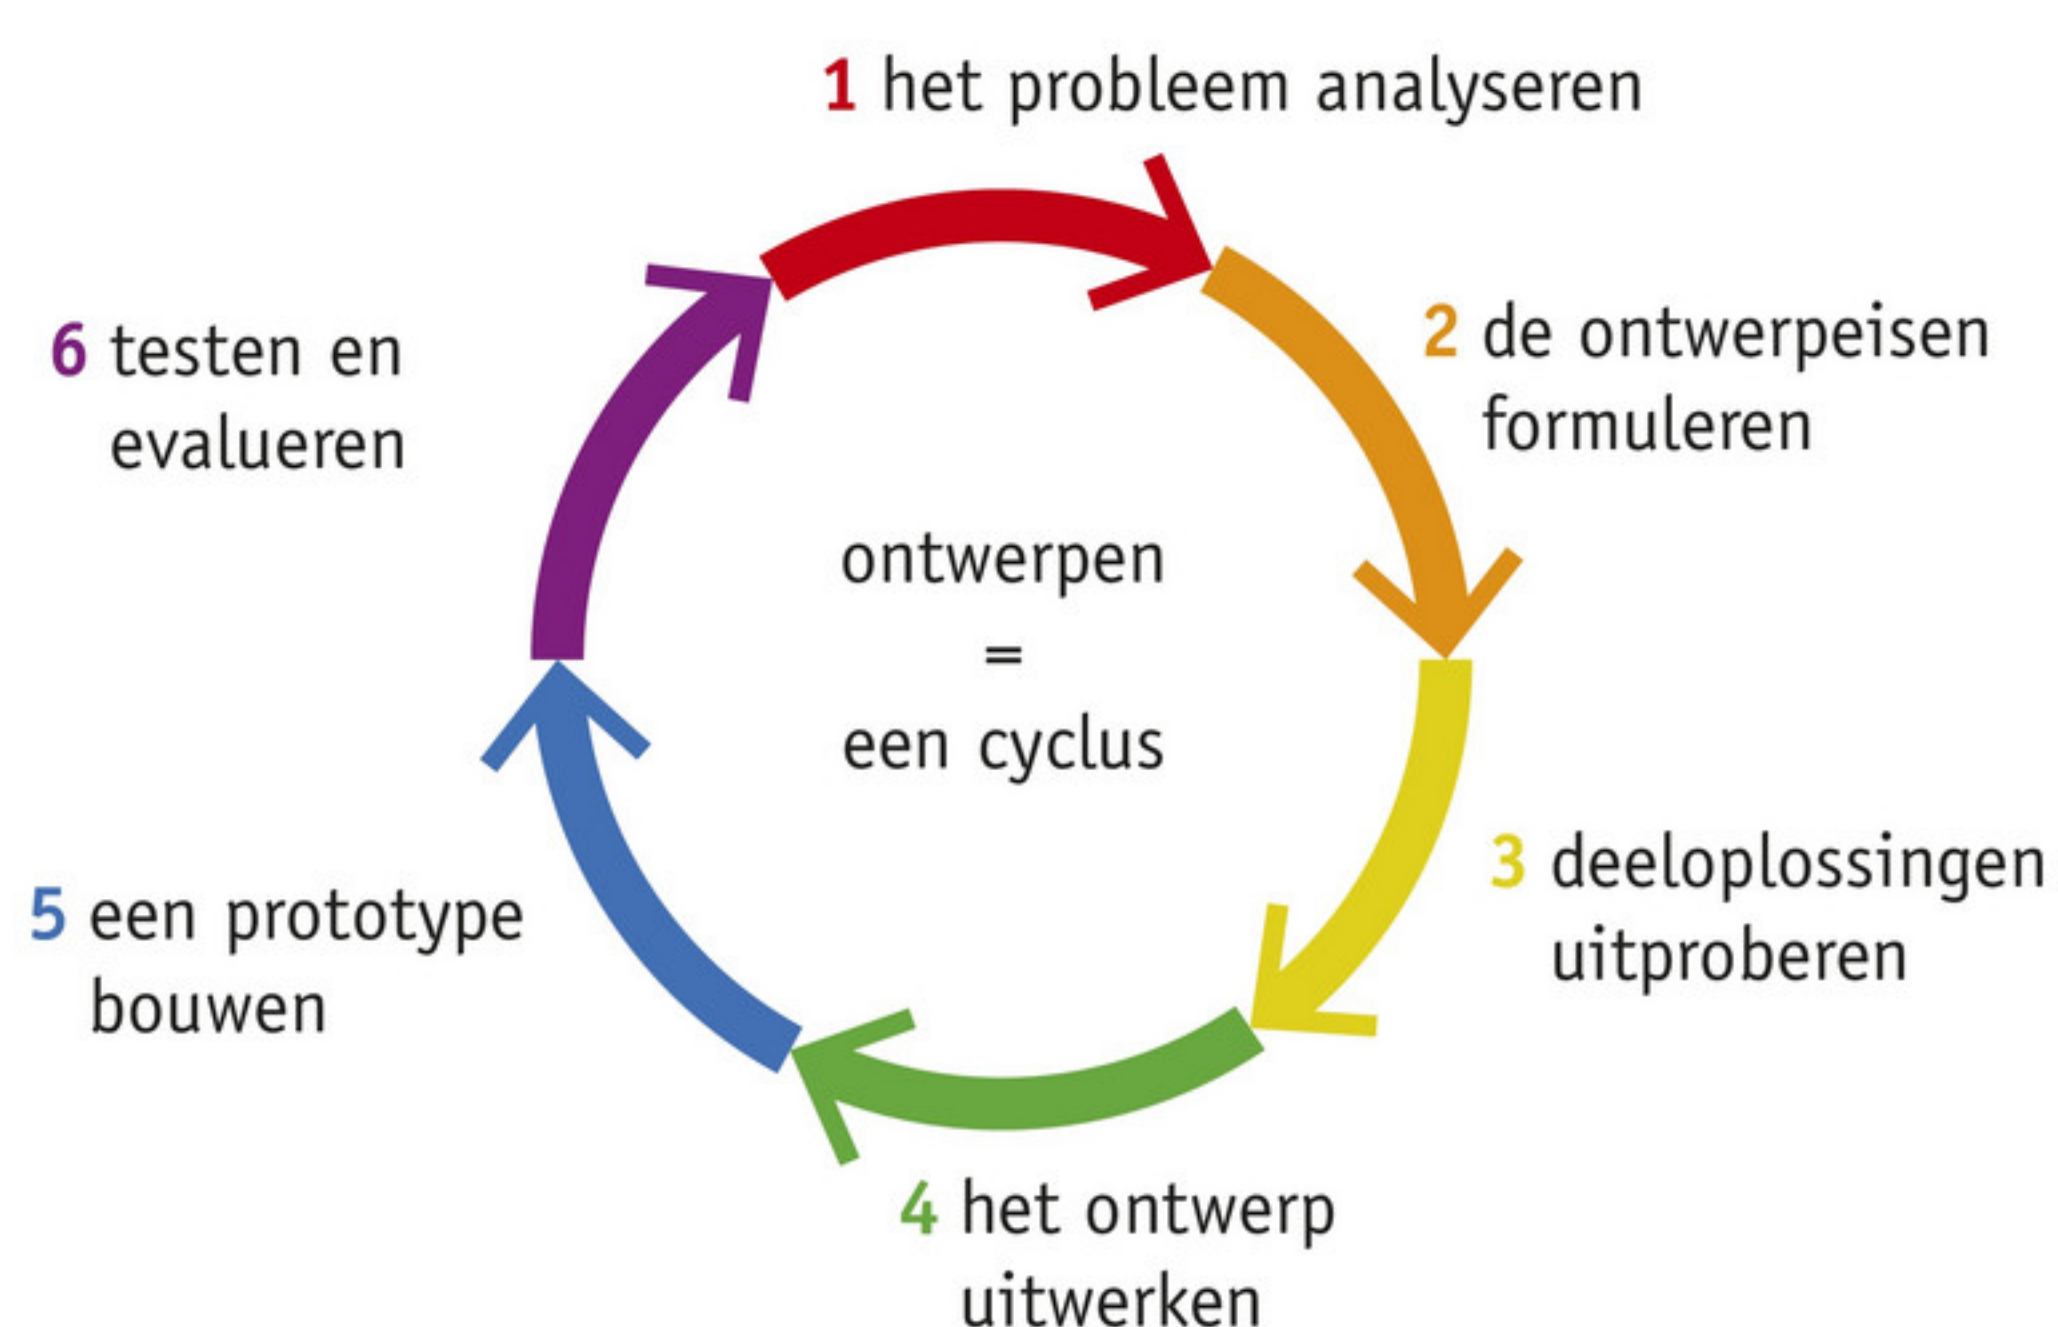 1 het probleem analyseren
2 de ontwerpeisen
formuleren
3 deeloplossingen
uitproberen
4 het ontwerp
uitwerken
5 een prototype
bouwen
6 testen en
evalueren
ontwerpen
=
een cyclus